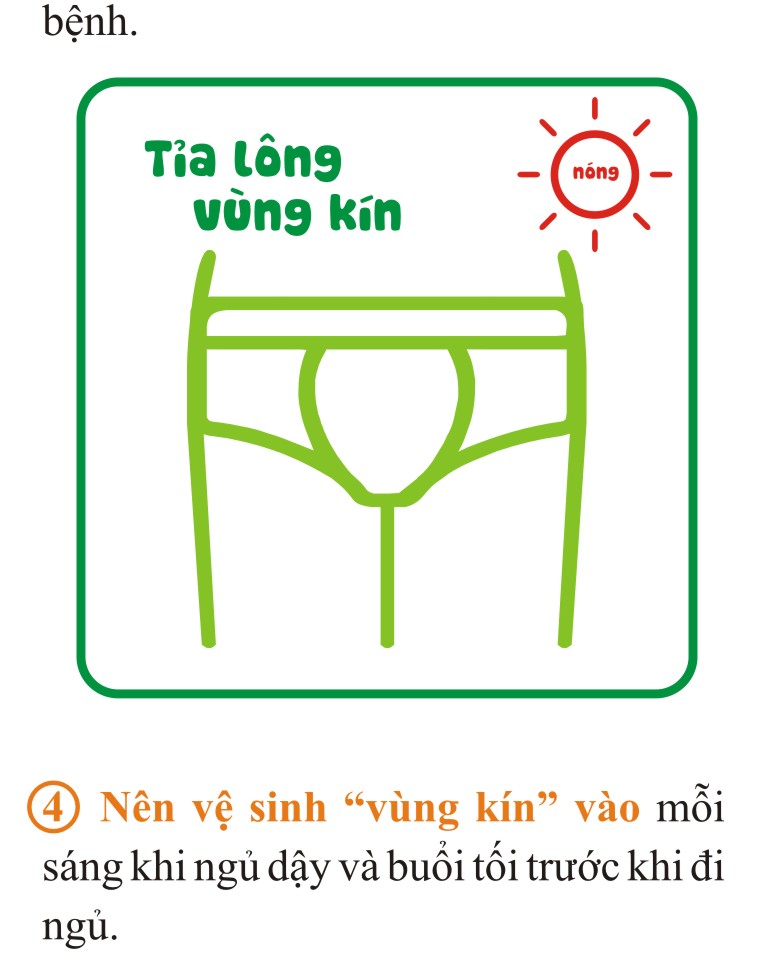 bệnh.
Tỉa lông
vùng kín
nóng
4 Nên vệ sinh “vùng kín” vào mỗi
sáng khi ngủ dậy và buổi tối trước khi đi
ngủ.